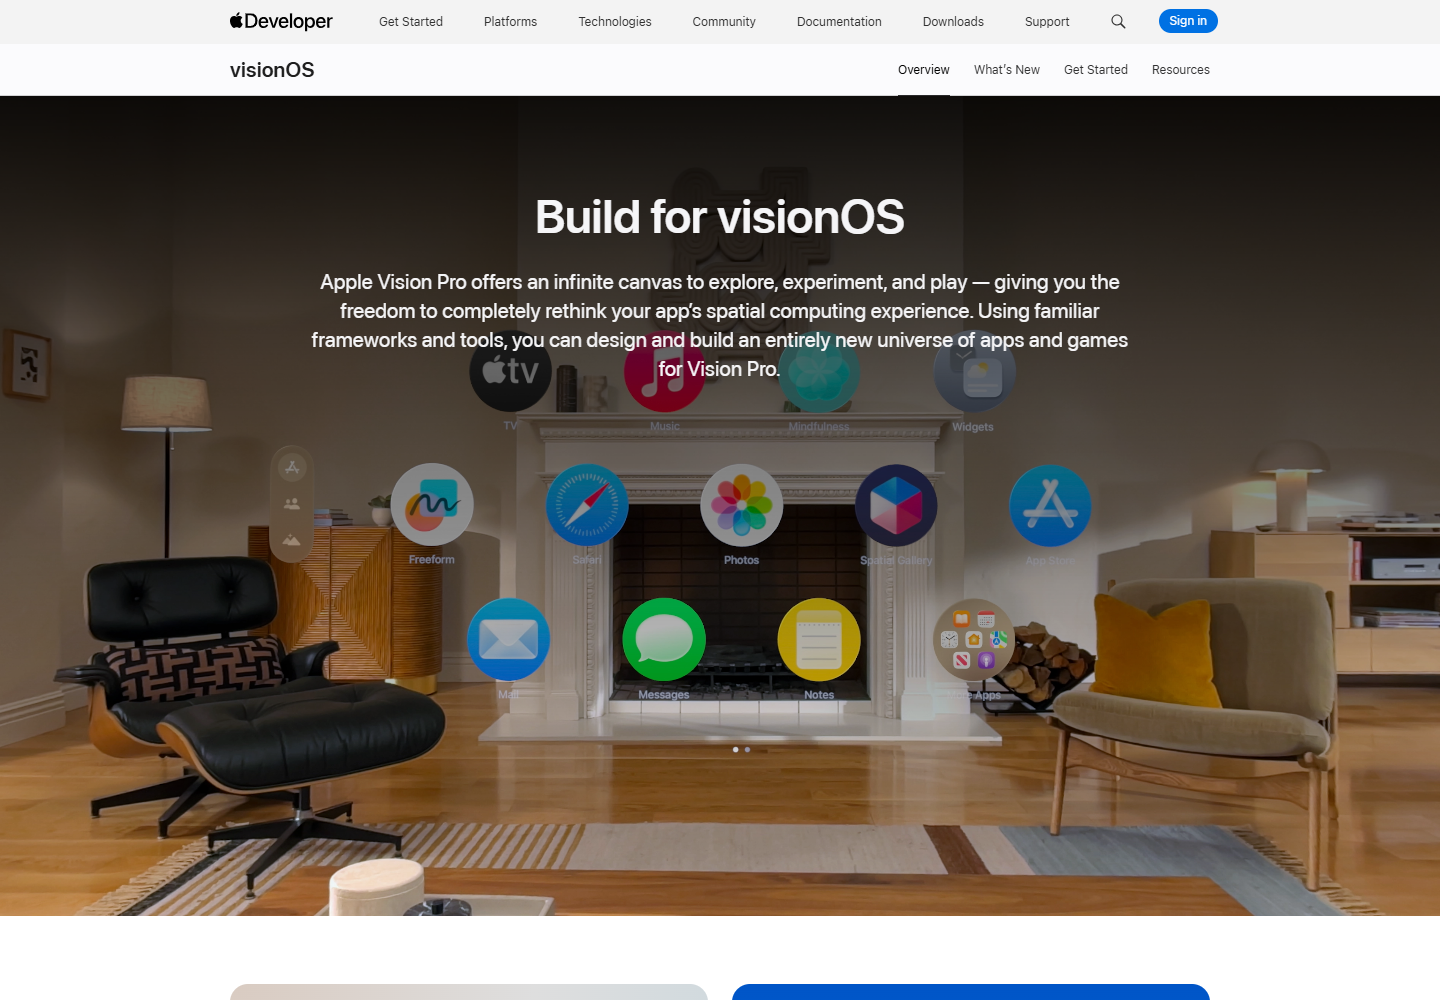 Developer
Get Started
Platforms
Technologies
Community
Documentation
Downloads
Support
Sign in
visionOS
Overview
What's New
Get Started
Resources
Build for visionOS
Apple Vision Pro offers an infinite canvas to explore, experiment, and play — giving you the
freedom to completely rethink your app's spatial computing experience. Using familiar
frameworks and tools, you can design and build an entirely new universe of apps and games
for Vision Pro.
tv
TV
Music
Mindfulness
Widgets
Freeform
Safari
Photos
Spatial Gallery
App Store
Mail
Messages
Notes
Apps